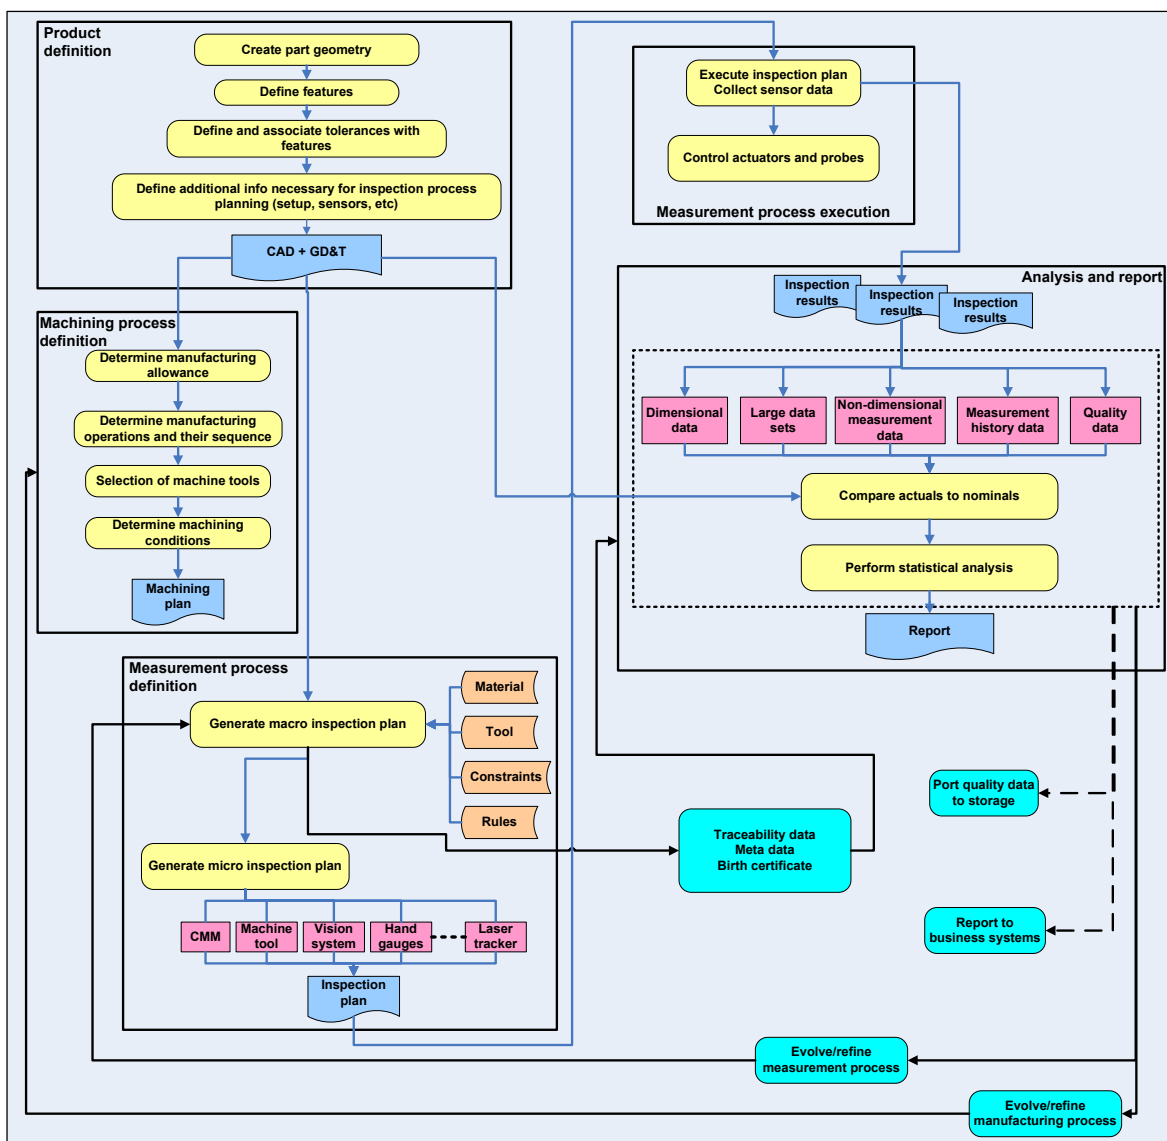 Product
definition
Create part geometry
Define features
Define and associate tolerances with
features
Define additional info necessary for inspection process
planning (setup, sensors, etc)
CAD + GD&T
Execute inspection plan
Collect sensor data
Control actuators and probes
Measurement process execution
Machining process
definition
Determine manufacturing
allowance
Determine manufacturing
operations and their sequence
Selection of machine tools
Determine machining
conditions
Machining
plan
Analysis and report
Inspection
results
Inspection
results
Inspection
results
Dimensional
data
Large data
sets
Non-dimensional
measurement
data
Measurement
history data
Quality
data
Compare actuals to nominals
Perform statistical analysis
Report
Measurement process
definition
Generate macro inspection plan
Material
Tool
Constraints
Rules
Generate micro inspection plan
CMM
Machine
tool
Vision
system
Hand
gauges
Laser
tracker
Inspection
plan
Traceability data
Meta data
Birth certificate
Port quality data
to storage
Report to
business systems
Evolve/refine
measurement process
Evolve/refine
manufacturing process